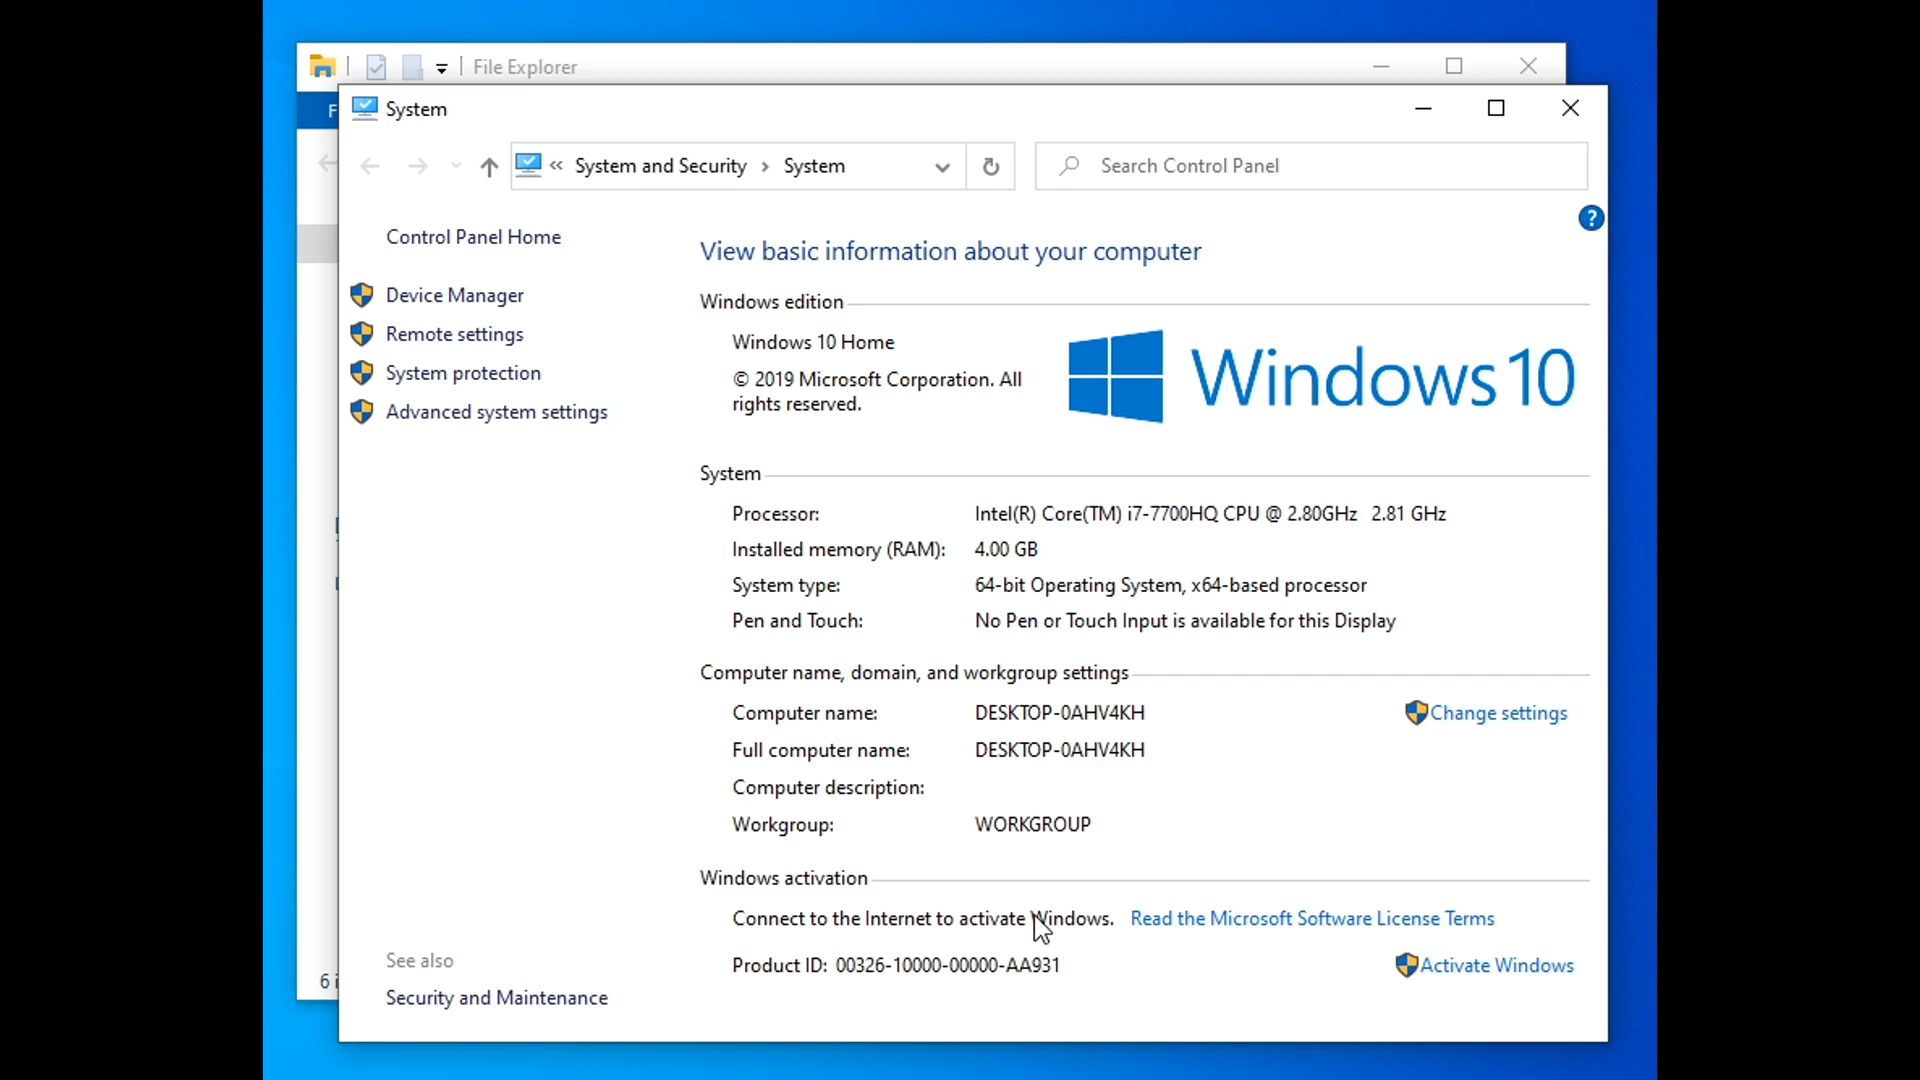 File Explorer
F
System
« System and Security › System
Search Control Panel
?
Control Panel Home
Device Manager
Remote settings
System protection
Advanced system settings
View basic information about your computer
Windows edition
Windows 10 Home
© 2019 Microsoft Corporation. All
rights reserved.
Windows 10
System
Processor: Intel(R) Core(TM) i7-7700HQ CPU @ 2.80GHz 2.81 GHz
Installed memory (RAM): 4.00 GB
System type: 64-bit Operating System, x64-based processor
Pen and Touch: No Pen or Touch Input is available for this Display
Computer name, domain, and workgroup settings
Computer name: DESKTOP-0AHV4KH
Change settings
Full computer name: DESKTOP-0AHV4KH
Computer description:
Workgroup: WORKGROUP
Windows activation
Connect to the Internet to activate Windows. Read the Microsoft Software License Terms
Product ID: 00326-10000-00000-AA931
Activate Windows
See also
Security and Maintenance
6 i